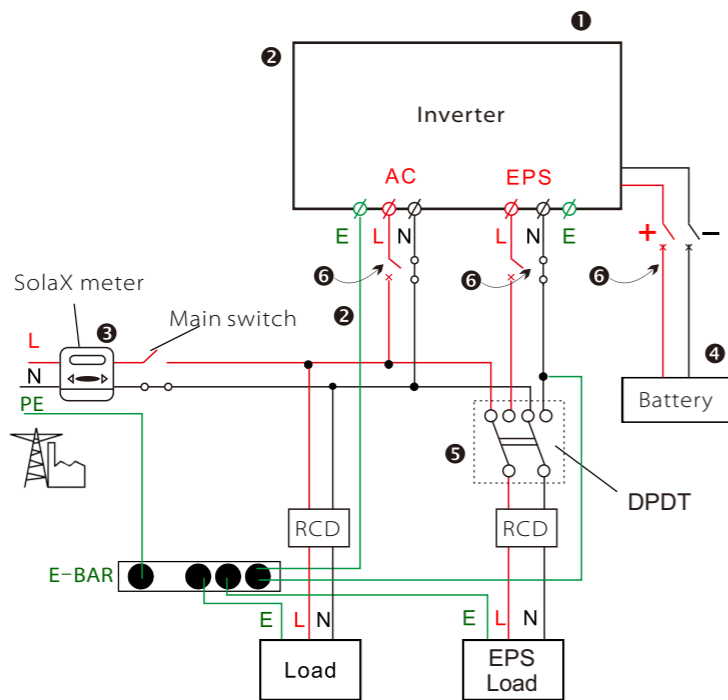 ❶
❷
Inverter
AC
EPS
E
L
N
L
N
E
+
−
❻
❻
❻
SolaX meter
❸
Main switch
❷
L
N
PE
❹
Battery
❺
DPDT
RCD
RCD
E-BAR
E
L
N
E
L
N
Load
EPS
Load